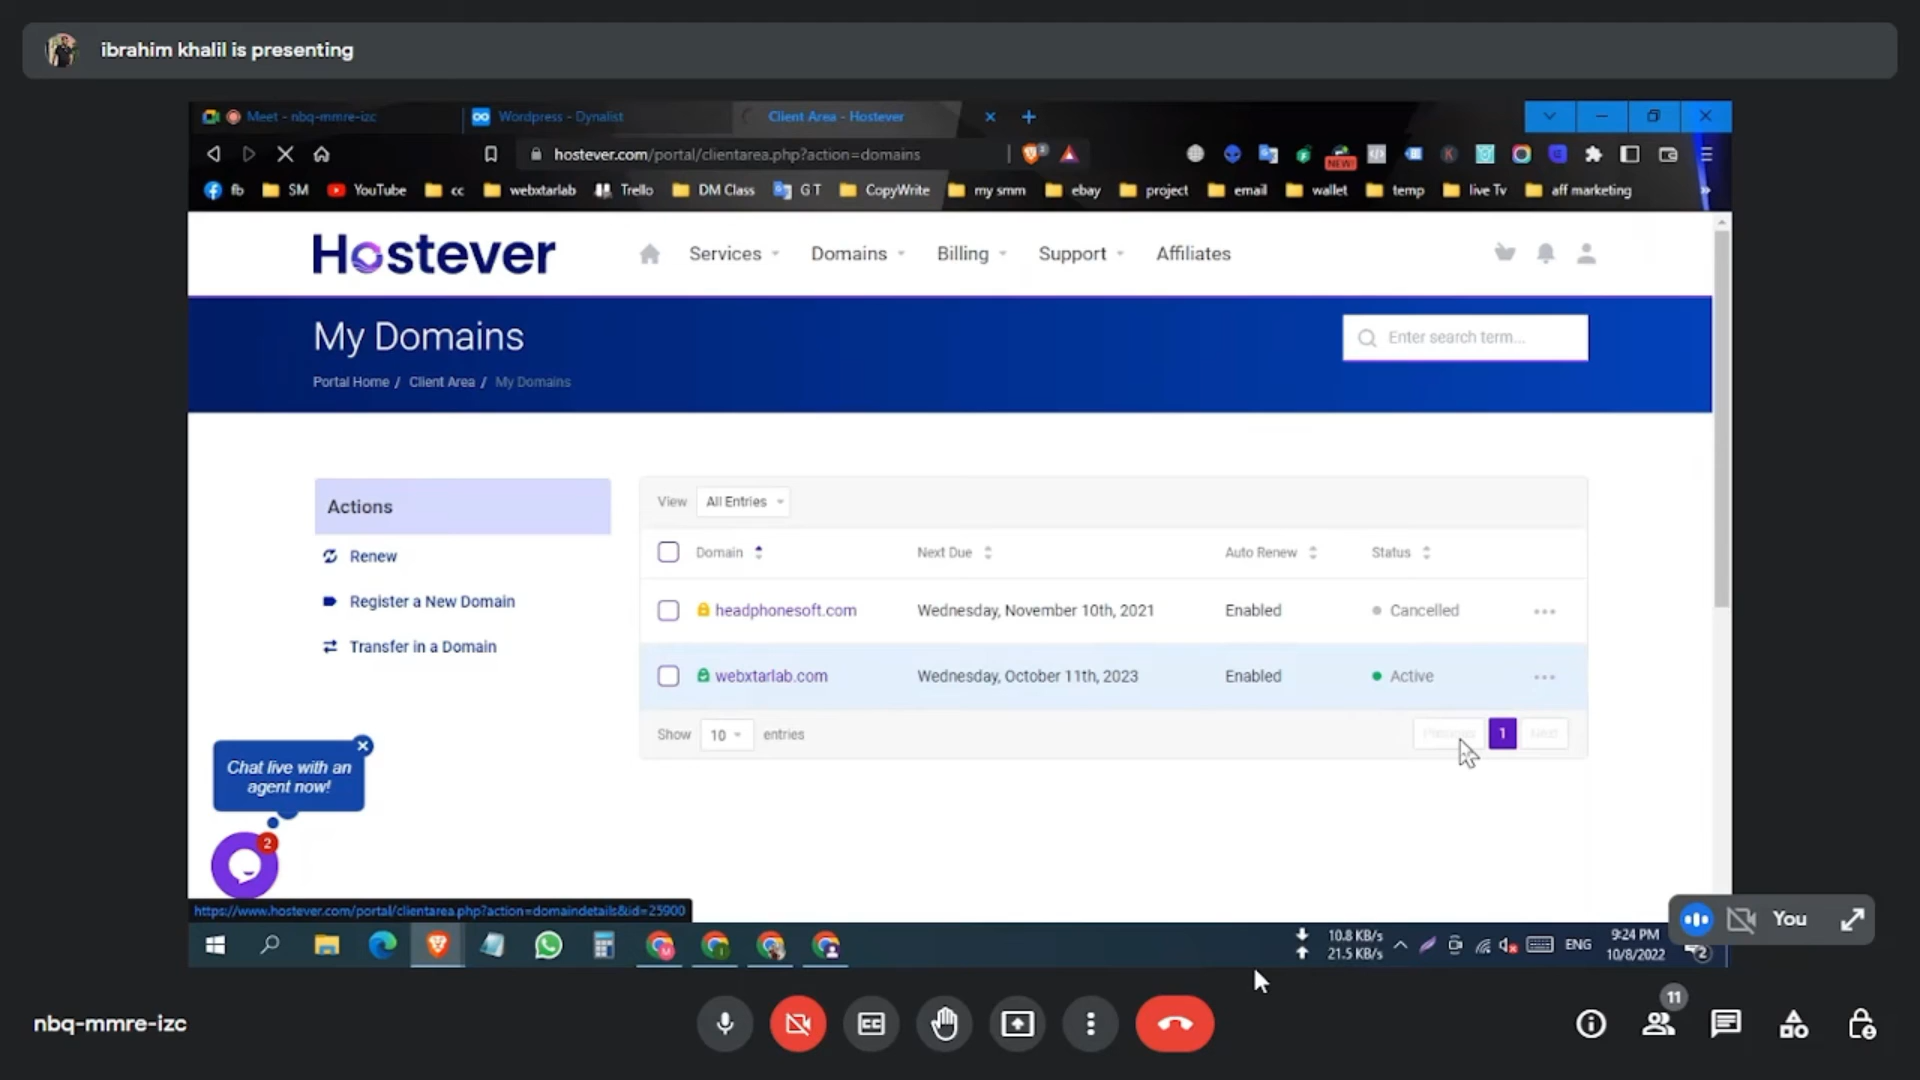 ibrahim khalil is presenting
Meet - nbq-mmre-izc
Wordpress - Dynalist
Client Area - Hostever
hostever.com/portal/clientarea.php?action=domains
NEW!
fb SM YouTube cc webxtarlab Trello DM Class G T CopyWrite my smm ebay project email wallet temp live Tv aff marketing »
Hostever
Services Domains Billing Support Affiliates
My Domains
Enter search term...
Portal Home / Client Area / My Domains
Actions
Renew
Register a New Domain
Transfer in a Domain
View All Entries
Domain Next Due Auto Renew Status
headphonesoft.com Wednesday, November 10th, 2021 Enabled Cancelled
webxtarlab.com Wednesday, October 11th, 2023 Enabled Active
Show 10 entries
Previous 1 Next
Chat live with an
agent now!
2
https://www.hostever.com/portal/clientarea.php?action=domaindetails&id=25900
10.8 KB/s
21.5 KB/s
ENG
9:24 PM
10/8/2022
2
You
nbq-mmre-izc
CC
11